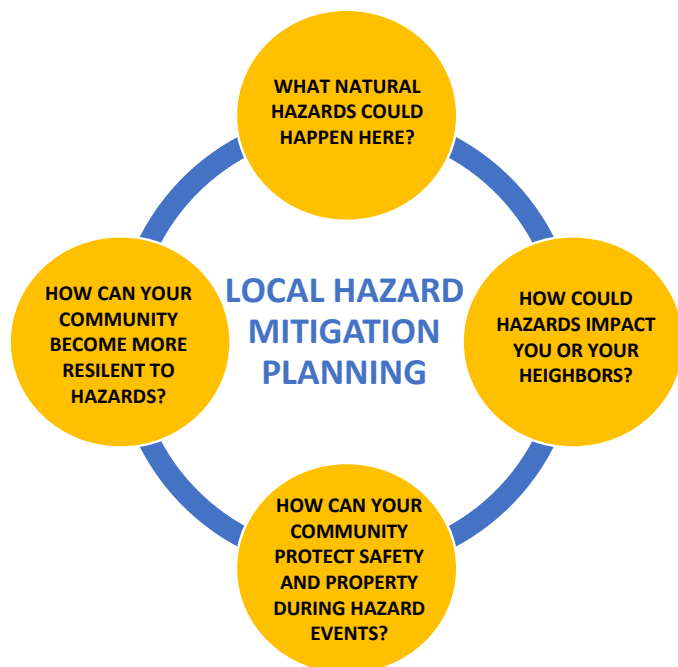 WHAT NATURAL
HAZARDS COULD
HAPPEN HERE?
LOCAL HAZARD
MITIGATION
PLANNING
HOW COULD
HAZARDS IMPACT
YOU OR YOUR
HEIGHBORS?
HOW CAN YOUR
COMMUNITY
PROTECT SAFETY
AND PROPERTY
DURING HAZARD
EVENTS?
HOW CAN YOUR
COMMUNITY
BECOME MORE
RESILENT TO
HAZARDS?